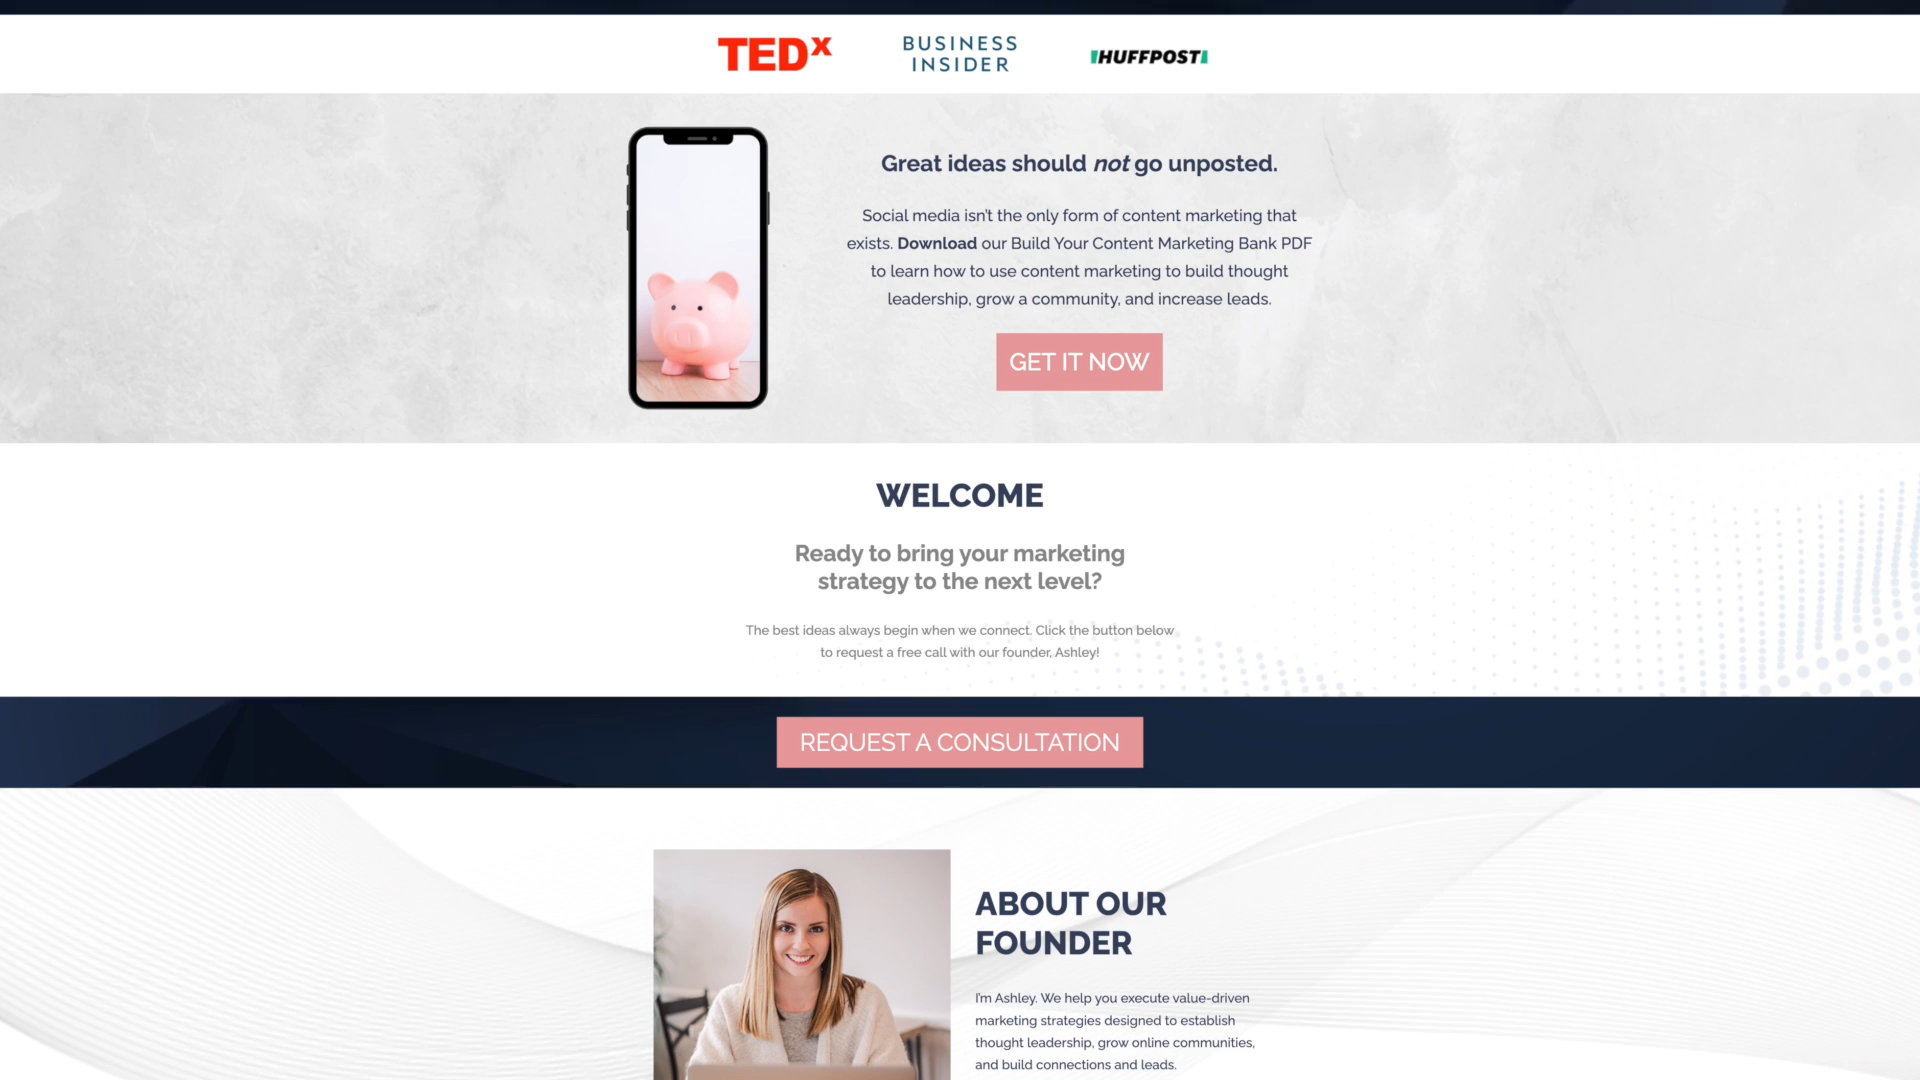 TEDx
BUSINESS
INSIDER
HUFFPOST
Great ideas should not go unposted.
Social media isn't the only form of content marketing that
exists. Download our Build Your Content Marketing Bank PDF
to learn how to use content marketing to build thought
leadership, grow a community, and increase leads.
GET IT NOW
WELCOME
Ready to bring your marketing
strategy to the next level?
The best ideas always begin when we connect. Click the button below
to request a free call with our founder, Ashley!
REQUEST A CONSULTATION
ABOUT OUR
FOUNDER
I'm Ashley. We help you execute value-driven
marketing strategies designed to establish
thought leadership, grow online communities,
and build connections and leads.